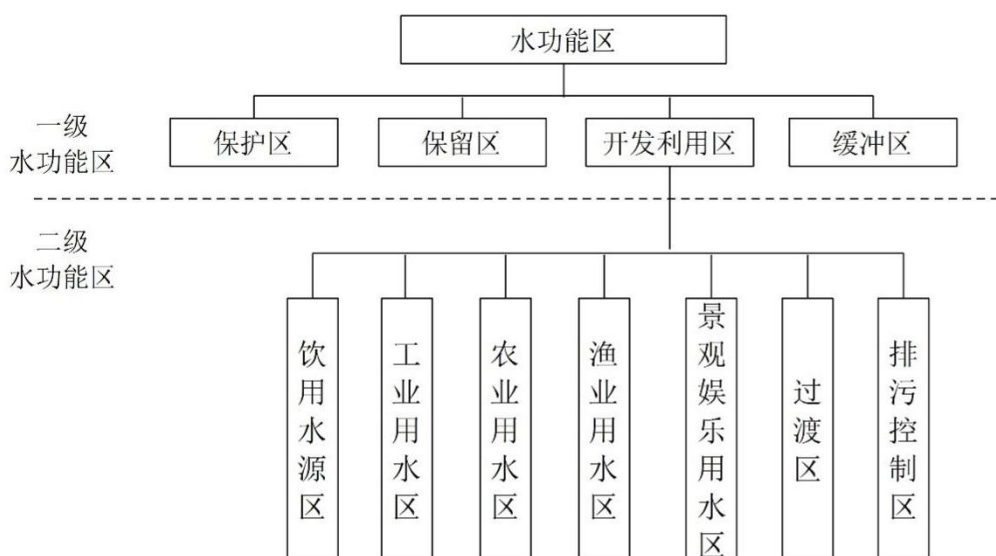 水功能区
一级
水功能区
保护区
保留区
开发利用区
缓冲区
二级
水功能区
饮用水源区
工业用水区
农业用水区
渔业用水区
景观娱乐用水区
过渡区
排污控制区